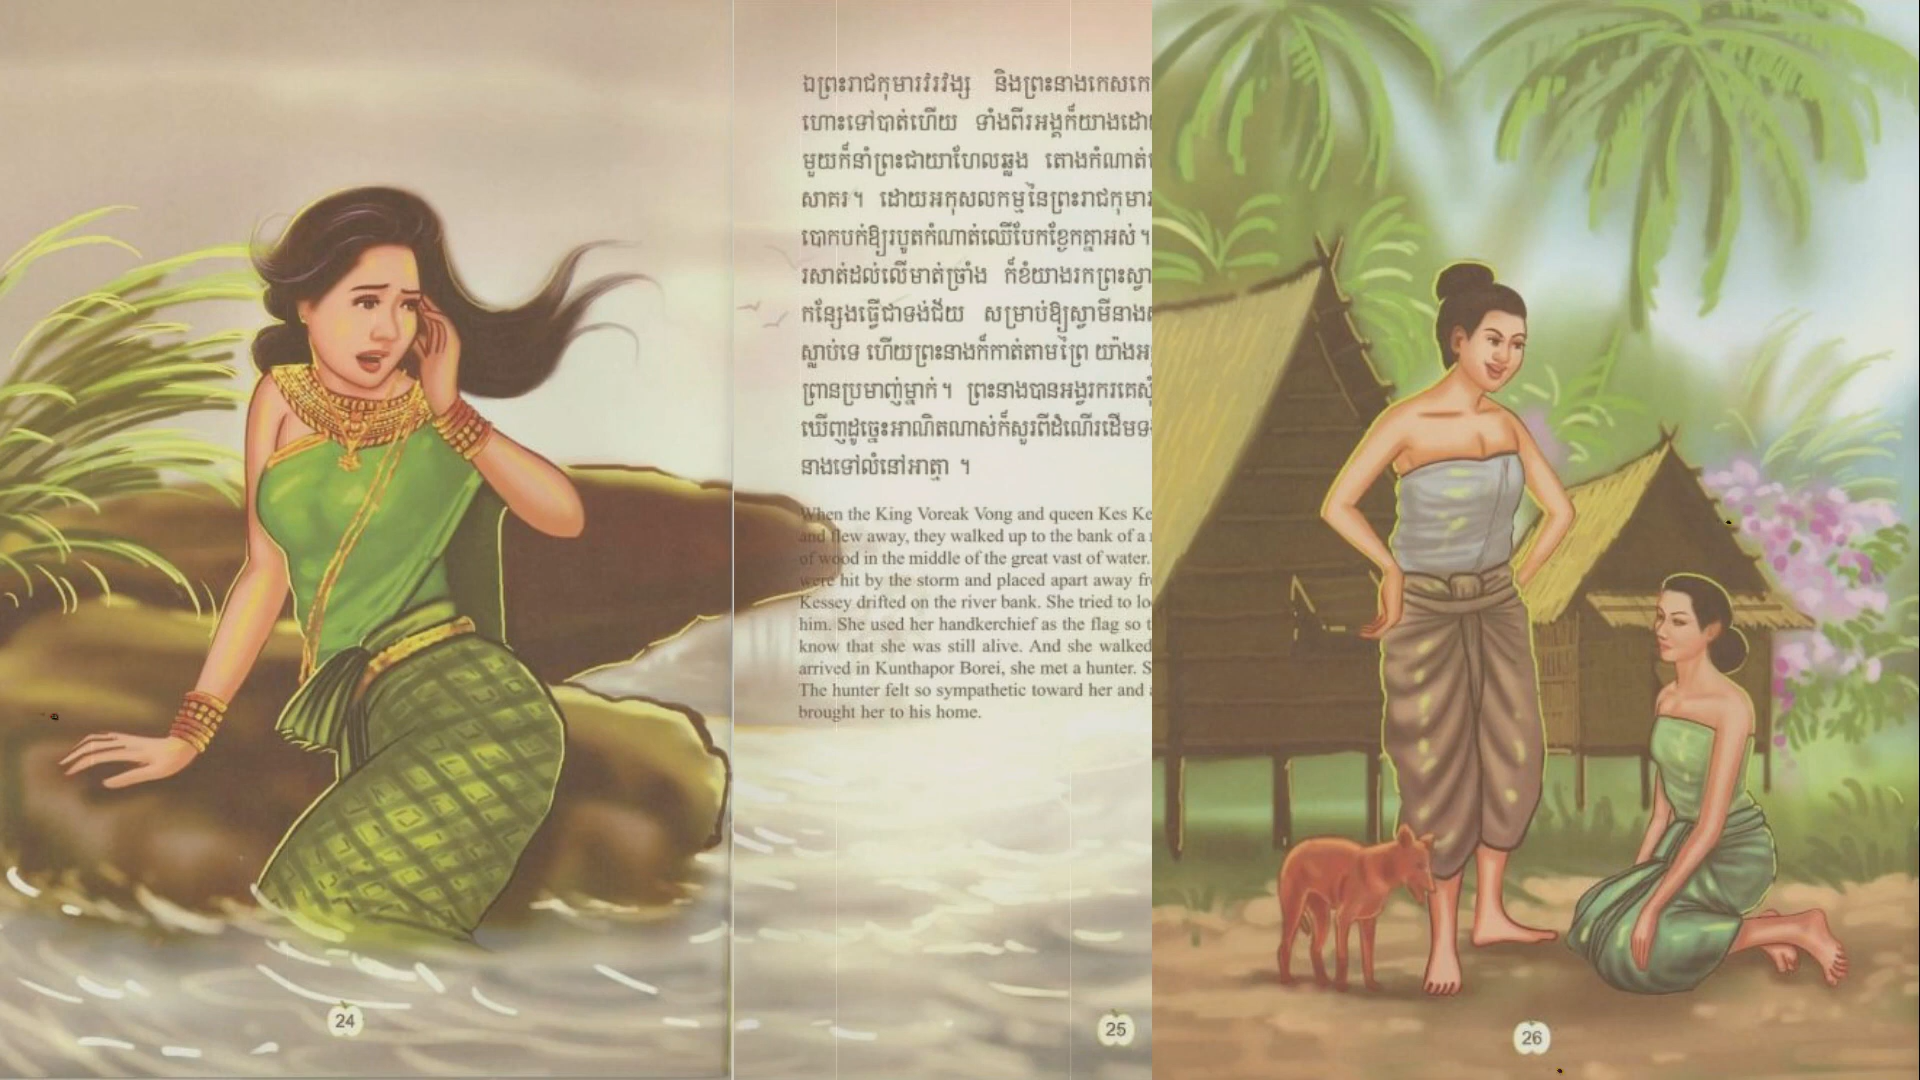 ឯព្រះរាជកុមារវរវង្ស និងព្រះនាងកេសកេ
ហោះទៅបាត់ហើយ ទាំងពីរអង្គក៏យាងដោយ
មួយក៏នាំព្រះជាយាហែលឆ្លង តោងកំណាត់
សាគរ។ ដោយអកុសលកម្មនៃព្រះរាជកុមារ
បោកបក់ឱ្យរបូតកំណាត់ឈើបែកខ្ញែកគ្នាអស់។
រសាត់ដល់លើមាត់ច្រាំង ក៏ខំយាងរកព្រះស្វា
កន្សែងធ្វើជាទង់ជ័យ សម្រាប់ឱ្យស្វាមីនាង
ស្លាប់ទេ ហើយព្រះនាងក៏កាត់តាមព្រៃ យ៉ាងអ
ព្រានប្រមាញ់ម្នាក់។ ព្រះនាងបានអង្វរករគេសុំ
ឃើញដូច្នេះអាណិតណាស់ក៏សួរពីដំណើរដើមទ
នាងទៅលំនៅអាត្មា ។
When the King Voreak Vong and queen Kes Ke
and flew away, they walked up to the bank of a
of wood in the middle of the great vast of water.
were hit by the storm and placed apart away fr
Kessey drifted on the river bank. She tried to lo
him. She used her handkerchief as the flag so t
know that she was still alive. And she walked
arrived in Kunthapor Borei, she met a hunter. S
The hunter felt so sympathetic toward her and
brought her to his home.
24
25
26